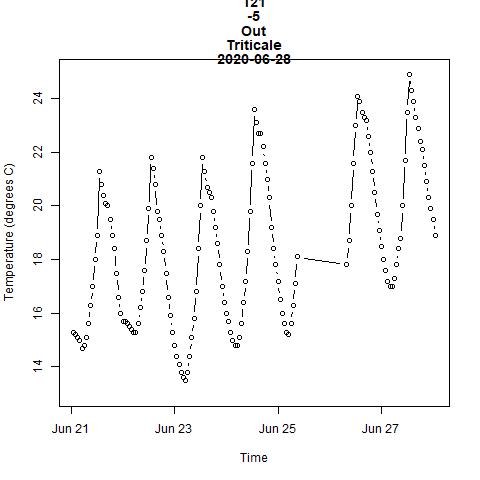 121
-5
Out
Triticale
2020-06-28
Temperature (degrees C)
24
22
20
18
16
14
Jun 21
Jun 23
Jun 25
Jun 27
Time